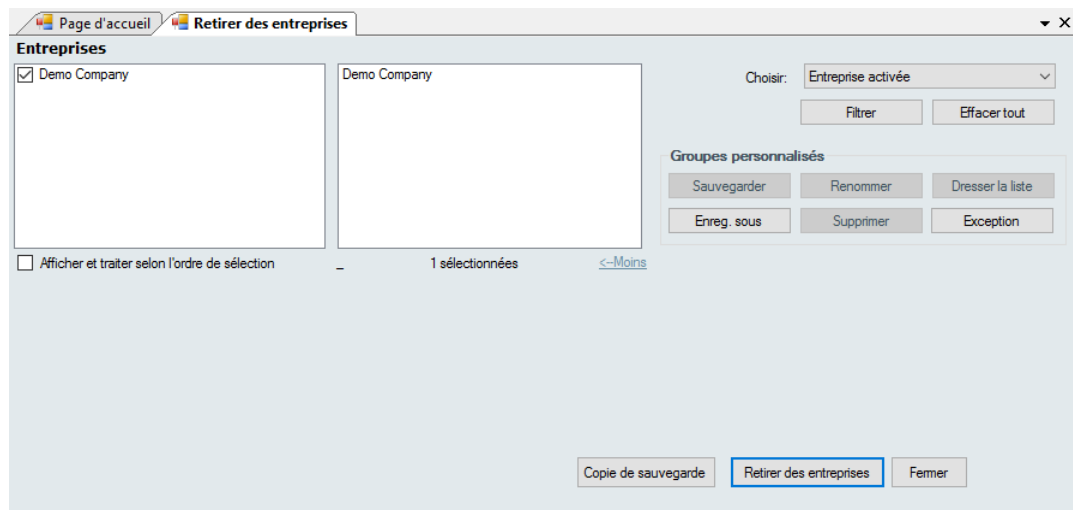 Page d'accueil
Retirer des entreprises
Entreprises
Demo Company
Demo Company
Choisir:
Entreprise activée
Filtrer
Effacer tout
Groupes personnalisés
Sauvegarder
Renommer
Dresser la liste
Enreg. sous
Supprimer
Exception
Afficher et traiter selon l'ordre de sélection
_
1 sélectionnées
<--Moins
Copie de sauvegarde
Retirer des entreprises
Fermer